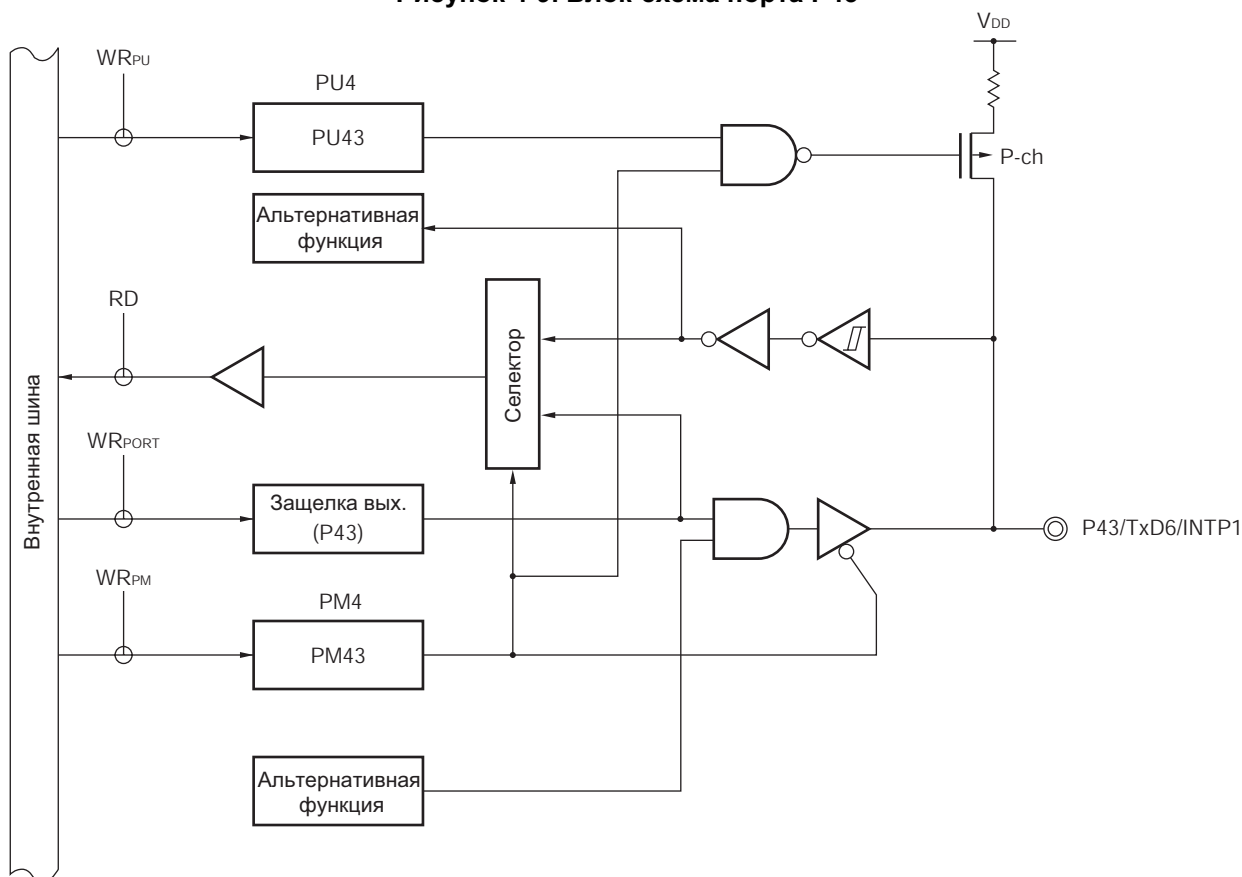 VDD
WRPU
PU4
PU43
P-ch
Альтернативная
функция
RD
Селектор
Внутренная шина
WRPORT
Защелка вых.
(P43)
P43/TxD6/INTP1
WRPM
PM4
PM43
Альтернативная
функция